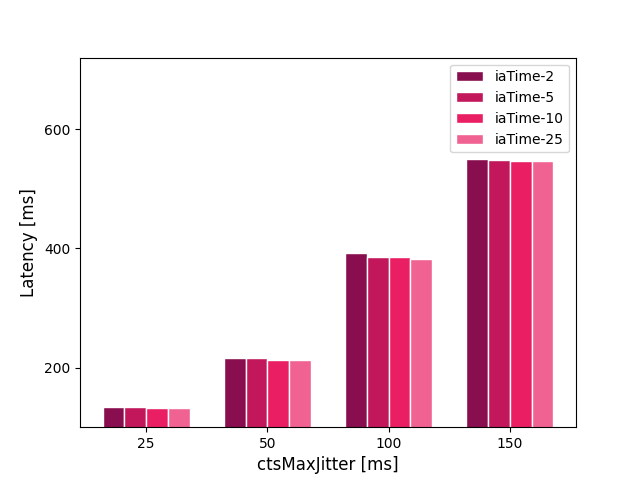 iaTime-2
iaTime-5
iaTime-10
iaTime-25
600
400
200
Latency [ms]
25 50 100 150
ctsMaxJitter [ms]